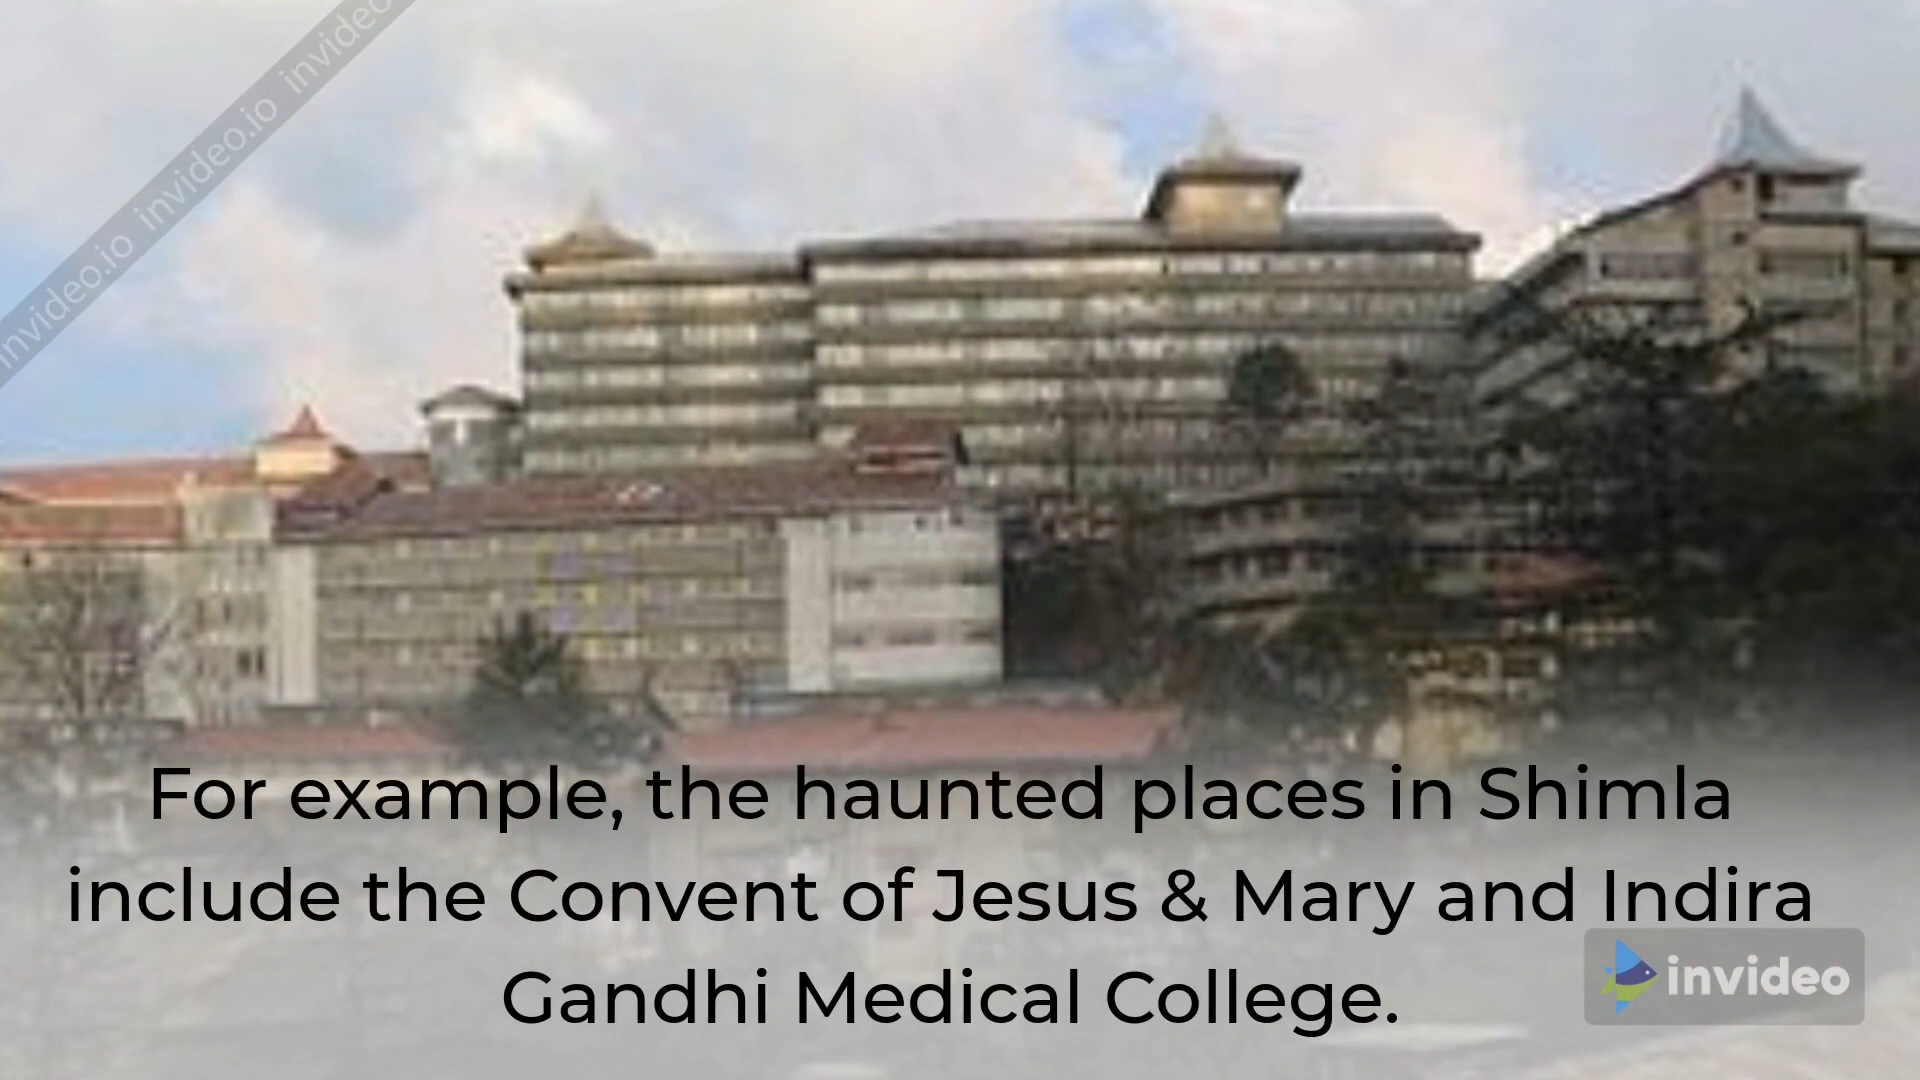 invideo.io invideo.io invideo
For example, the haunted places in Shimla
include the Convent of Jesus & Mary and Indira
Gandhi Medical College.
invideo